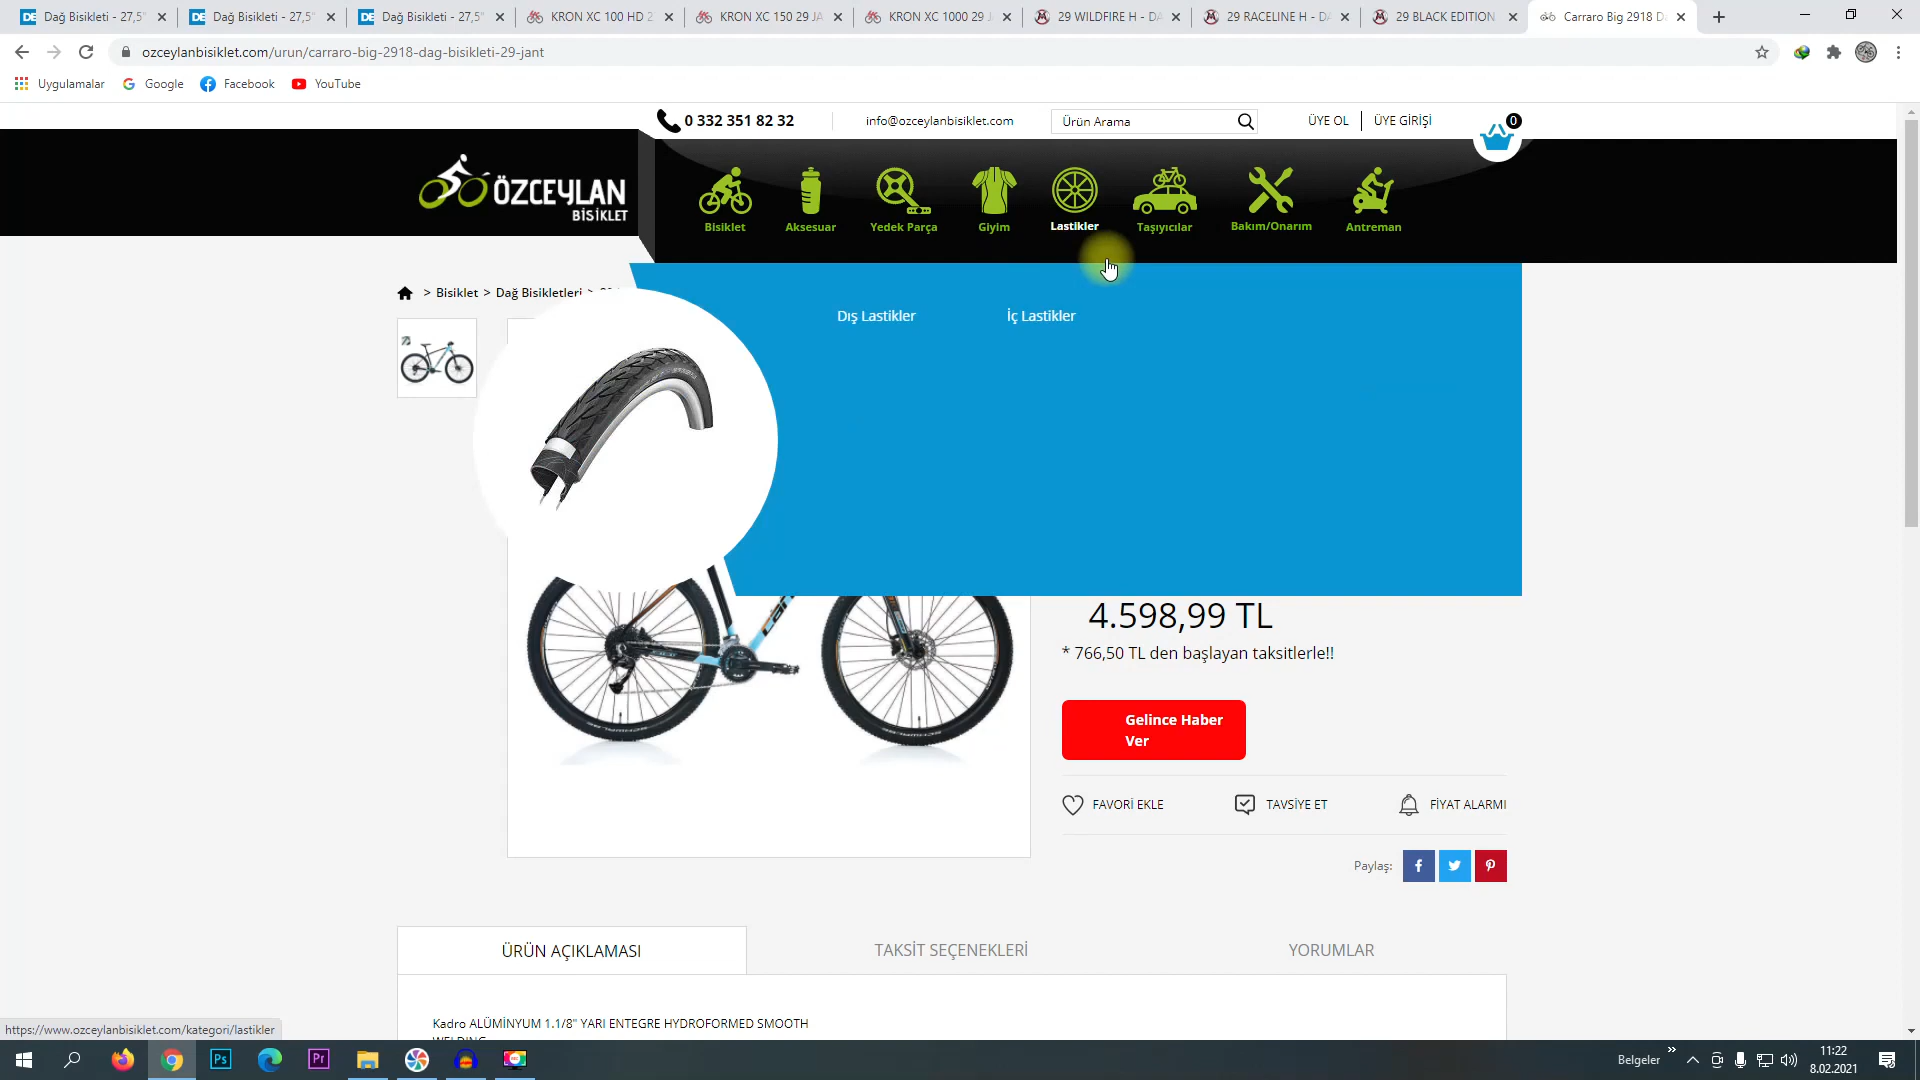 Dağ Bisikleti - 27,5"
Dağ Bisikleti - 27,5"
Dağ Bisikleti - 27,5"
KRON XC 100 HD 2
KRON XC 150 29 JA
KRON XC 1000 29 J
29 WILDFIRE H - DA
29 RACELINE H - DA
29 BLACK EDITION
Carraro Big 2918 D
ozceylanbisiklet.com/urun/carraro-big-2918-dag-bisikleti-29-jant
Uygulamalar
Google
Facebook
YouTube
0 332 351 82 32
info@ozceylanbisiklet.com
Ürün Arama
ÜYE OL
ÜYE GİRİŞİ
0
ÖZCEYLAN
BİSİKLET
Bisiklet
Aksesuar
Yedek Parça
Giyim
Lastikler
Taşıyıcılar
Bakım/Onarım
Antreman
> Bisiklet > Dağ Bisikletleri >
Dış Lastikler
İç Lastikler
4.598,99 TL
* 766,50 TL den başlayan taksitlerle!!
Gelince Haber
Ver
FAVORİ EKLE
TAVSİYE ET
FİYAT ALARMI
Paylaş:
ÜRÜN AÇIKLAMASI
TAKSİT SEÇENEKLERİ
YORUMLAR
Kadro ALÜMİNYUM 1.1/8" YARI ENTEGRE HYDROFORMED SMOOTH
WELDING
https://www.ozceylanbisiklet.com/kategori/lastikler
Belgeler
11:22
8.02.2021